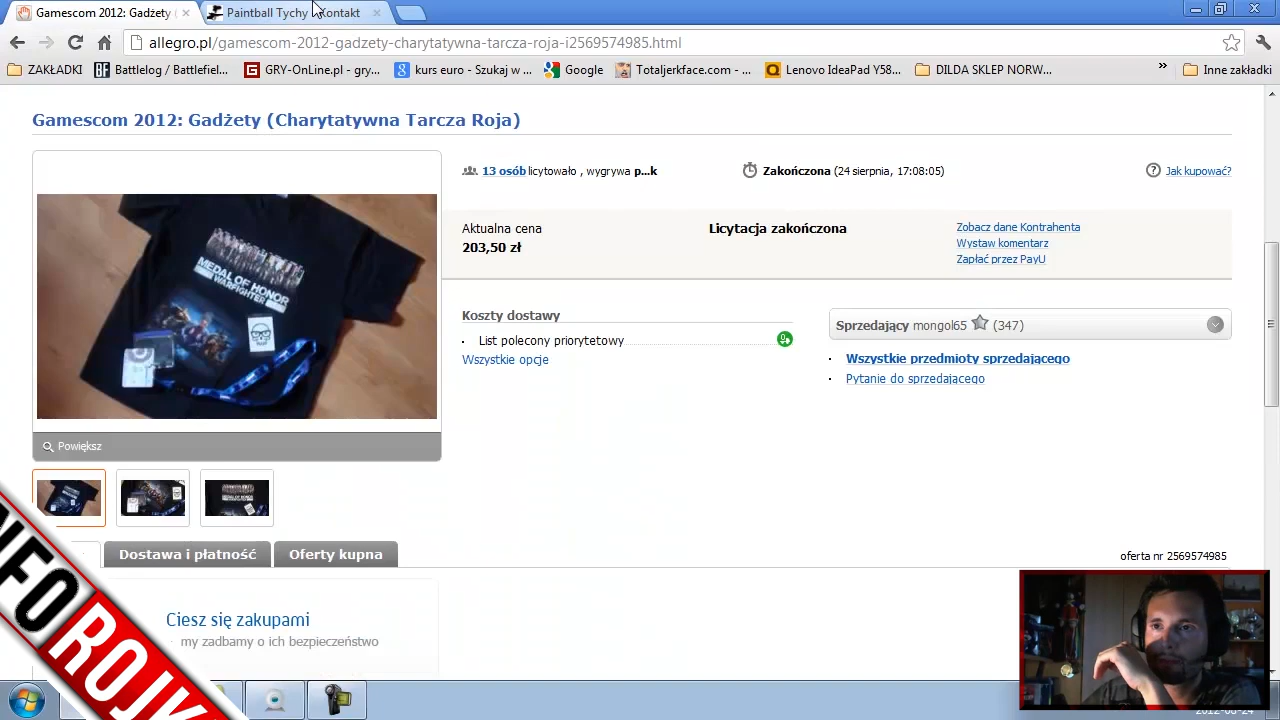 Gamescom 2012: Gadżety (
Paintball Tychy - Kontakt
allegro.pl/gamescom-2012-gadzety-charytatywna-tarcza-roja-i2569574985.html
ZAKŁADKI
Battlelog / Battlefiel...
GRY-OnLine.pl - gry...
kurs euro - Szukaj w ...
Google
Totaljerkface.com - ...
Lenovo IdeaPad Y58...
DILDA SKLEP NORW...
Inne zakładki
Gamescom 2012: Gadżety (Charytatywna Tarcza Roja)
13 osób licytowało , wygrywa p...k
Zakończona (24 sierpnia, 17:08:05)
Jak kupować?
Aktualna cena
203,50 zł
Licytacja zakończona
Zobacz dane Kontrahenta
Wystaw komentarz
Zapłać przez PayU
MEDAL OF HONOR
WARFIGHTER
Koszty dostawy
List polecony priorytetowy
Wszystkie opcje
Sprzedający mongol65 (347)
Wszystkie przedmioty sprzedającego
Pytanie do sprzedającego
Powiększ
Dostawa i płatność
Oferty kupna
oferta nr 2569574985
Ciesz się zakupami
my zadbamy o ich bezpieczeństwo